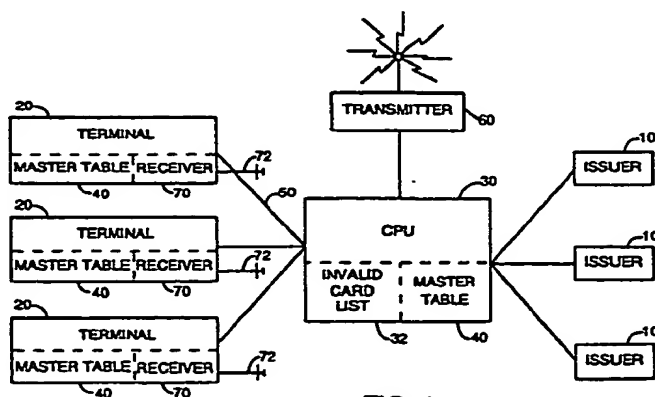 TRANSMITTER
60
20
TERMINAL
MASTER TABLE RECEIVER
72
40
70
50
20
TERMINAL
MASTER TABLE RECEIVER
72
40
70
20
TERMINAL
MASTER TABLE RECEIVER
72
40
70
30
CPU
INVALID
CARD
LIST
MASTER
TABLE
32
40
10
ISSUER
10
ISSUER
10
ISSUER